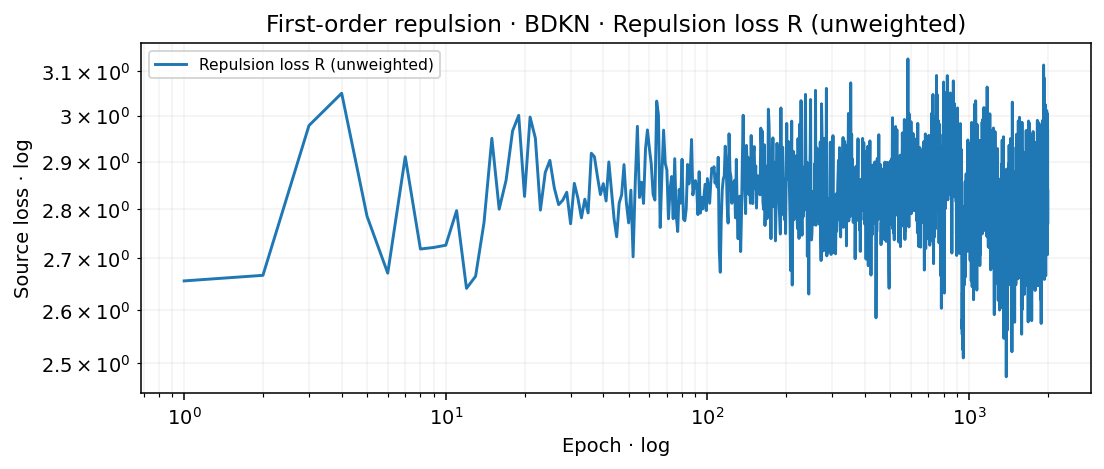 First-order repulsion · BDKN · Repulsion loss R (unweighted)
Repulsion loss R (unweighted)
Source loss · log
3.1 × 10⁰
3 × 10⁰
2.9 × 10⁰
2.8 × 10⁰
2.7 × 10⁰
2.6 × 10⁰
2.5 × 10⁰
10⁰ 10¹ 10² 10³
Epoch · log